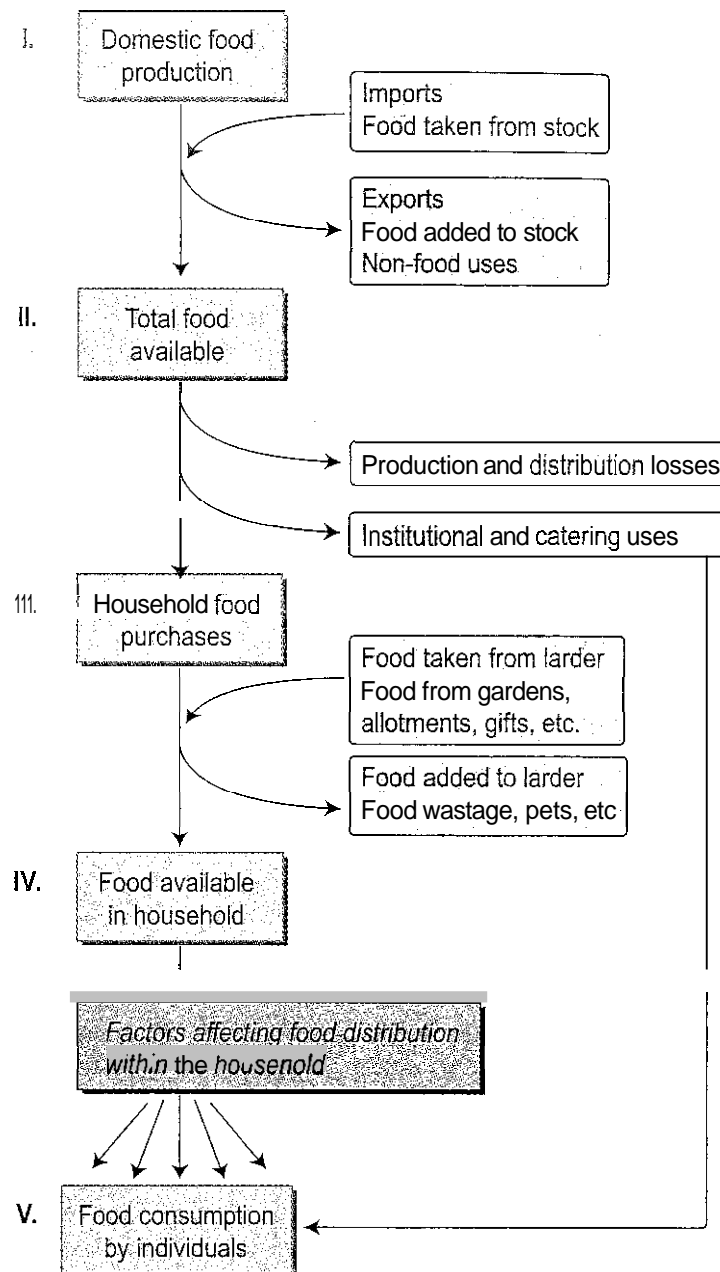 I.
Domestic food
production
Imports
Food taken from stock
Exports
Food added to stock
Non-food uses
II.
Total food
available
Production and distribution losses
Institutional and catering uses
111.
Household food
purchases
Food taken from larder
Food from gardens,
allotments, gifts, etc.
Food added to larder
Food wastage, pets, etc
IV.
Food available
in household
Factors affecting food distribution
within the household
V.
Food consumption
by individuals